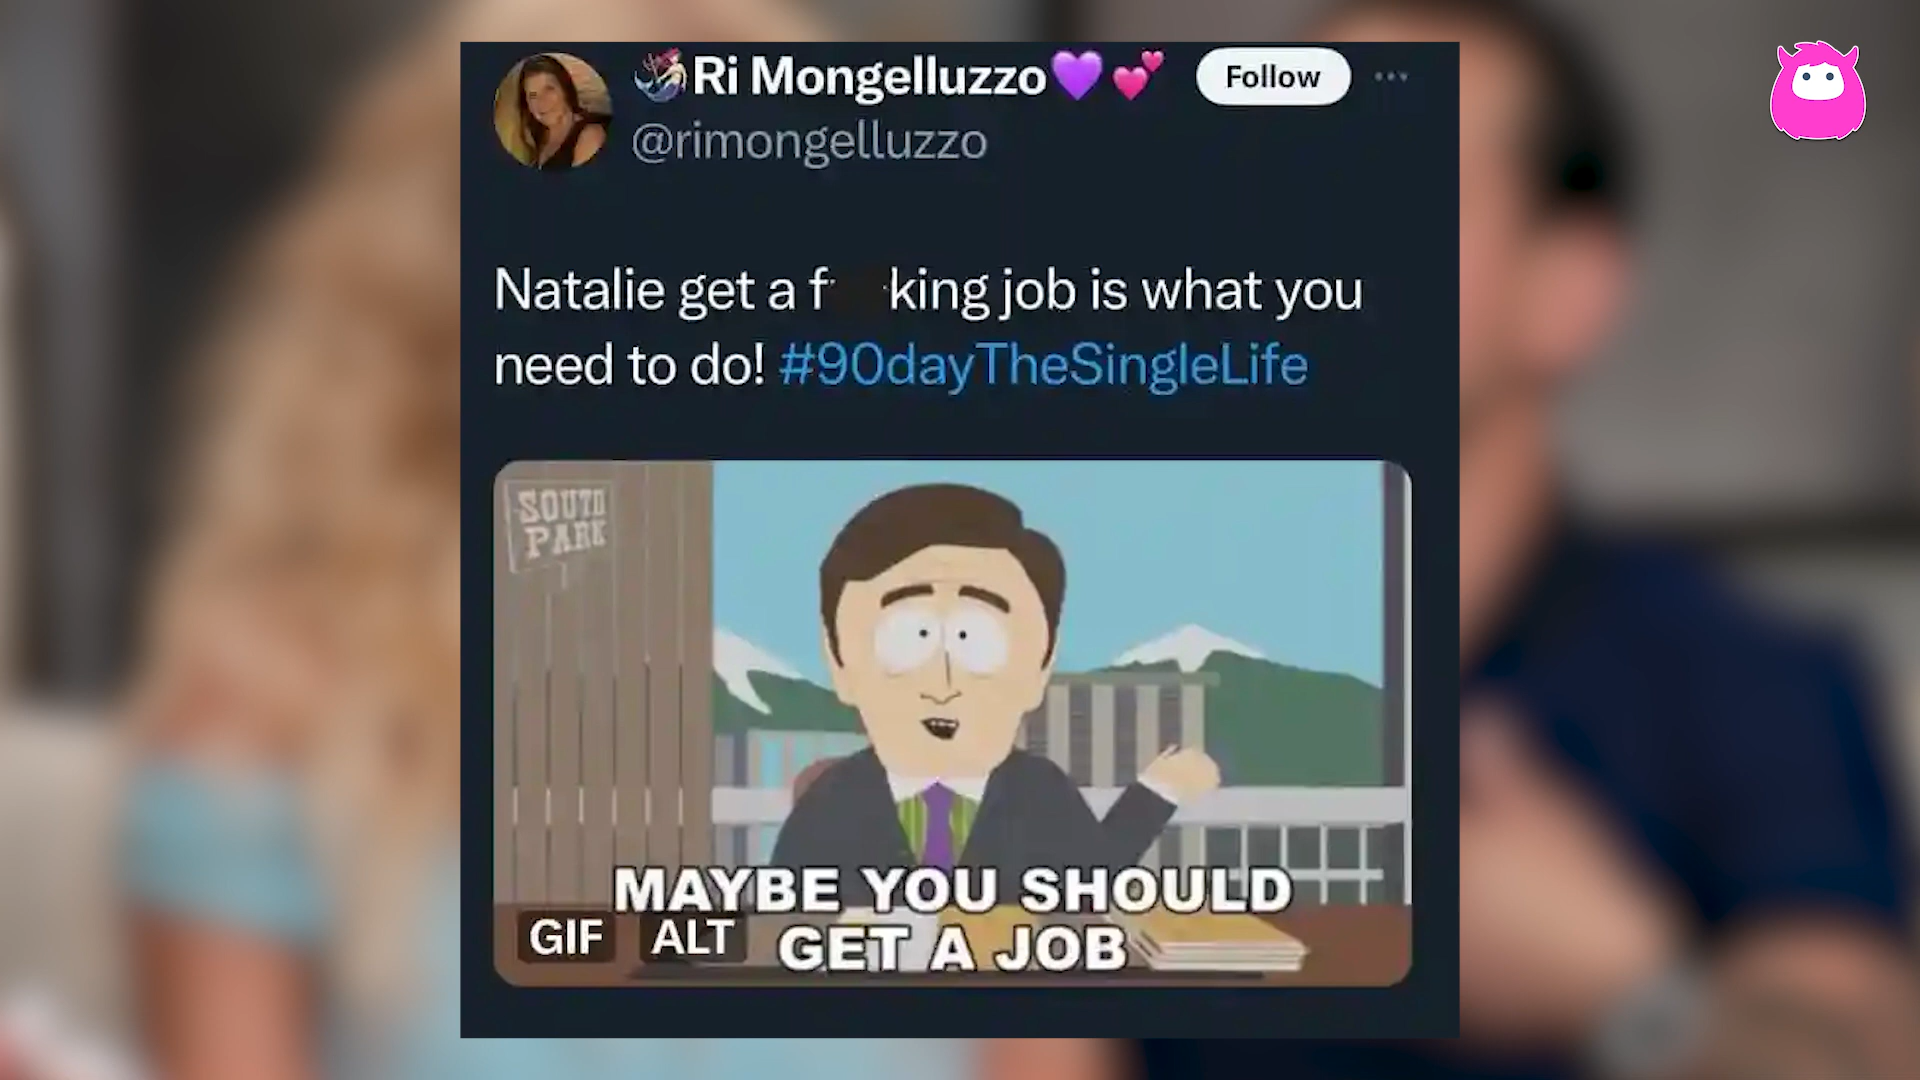 Ri Mongelluzzo
Follow
@rimongelluzzo
Natalie get a f king job is what you
need to do! #90dayTheSingleLife
SOUTH
PARK
MAYBE YOU SHOULD
GET A JOB
GIF ALT